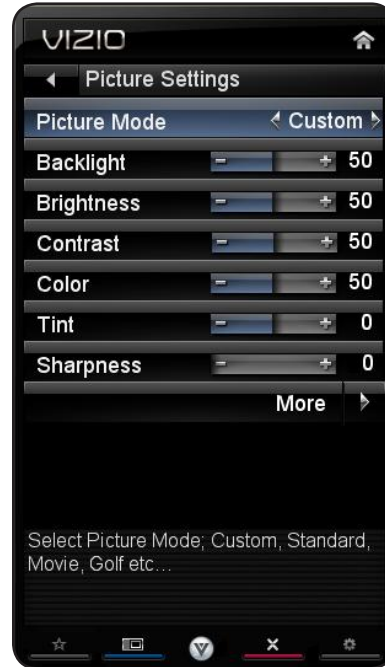 VIZIO
Picture Settings
Picture Mode Custom
Backlight - + 50
Brightness - + 50
Contrast - + 50
Color - + 50
Tint - + 0
Sharpness - + 0
More
Select Picture Mode; Custom, Standard,
Movie, Golf etc...
V